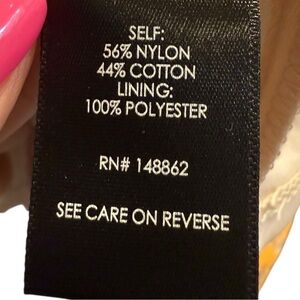 SELF:
56% NYLON
44% COTTON
LINING:
100% POLYESTER
RN# 148862
SEE CARE ON REVERSE